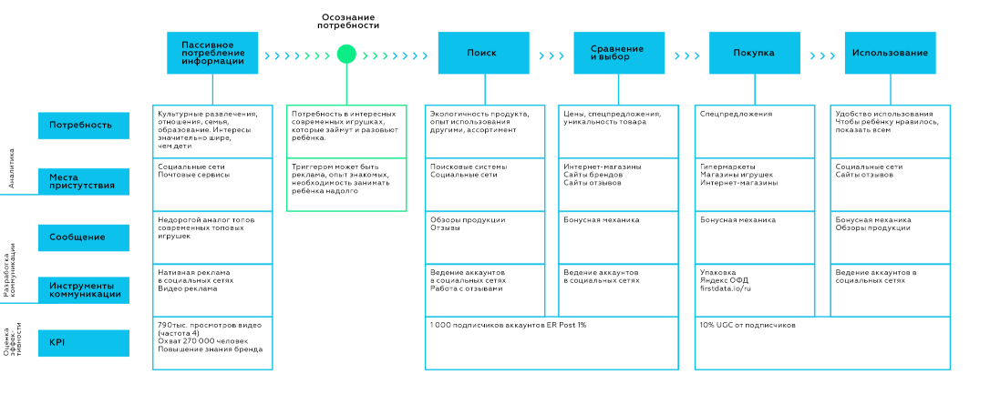 Осознание
потребности
Пассивное
потребление
информации
Поиск
Сравнение
и выбор
Покупка
Использование
Аналитика
Потребность
Культурные развлечения,
отношения, семья,
образование. Интересы
значительно шире,
чем дети
Потребность в интересных
современных игрушках,
которые займут и разовьют
ребёнка.
Экологичность продукта,
опыт использования
другими, ассортимент
Цены, спецпредложения,
уникальность товара
Спецпредложения
Удобство использования
Чтобы ребёнку нравилось,
показать всем
Места
пристутствия
Социальные сети
Почтовые сервисы
Триггером может быть
реклама, опыт знакомых,
необходимость занимать
ребёнка надолго
Поисковые системы
Социальные сети
Интернет-магазины
Сайты брендов
Сайты отзывов
Гипермаркеты
Магазины игрушек
Интернет-магазины
Социальные сети
Сайты отзывов
Разработка
коммуникации
Сообщение
Недорогой аналог топов
современных топовых
игрушек
Обзоры продукции
Отзывы
Бонусная механика
Бонусная механика
Бонусная механика
Обзоры продукции
Инструменты
коммуникации
Нативная реклама
в социальных сетях
Видео реклама
Ведение аккаунтов
в социальных сетях
Работа с отзывами
Ведение аккаунтов
в социальных сетях
Упаковка
Яндекс ОФД
firstdata.io/ru
Ведение аккаунтов в
социальных сетях
Оценка
эффек-
тивности
KPI
790тыс. просмотров видео
(частота 4)
Охват 270 000 человек
Повышение знания бренда
1 000 подписчиков аккаунтов ER Post 1%
10% UGC от подписчиков